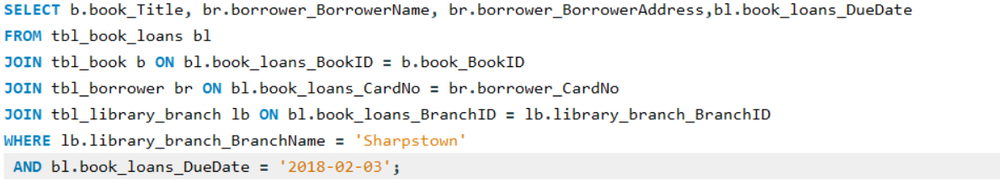 SELECT b.book_Title, br.borrower_BorrowerName, br.borrower_BorrowerAddress,bl.book_loans_DueDate
FROM tbl_book_loans bl
JOIN tbl_book b ON bl.book_loans_BookID = b.book_BookID
JOIN tbl_borrower br ON bl.book_loans_CardNo = br.borrower_CardNo
JOIN tbl_library_branch lb ON bl.book_loans_BranchID = lb.library_branch_BranchID
WHERE lb.library_branch_BranchName = 'Sharpstown'
AND bl.book_loans_DueDate = '2018-02-03';